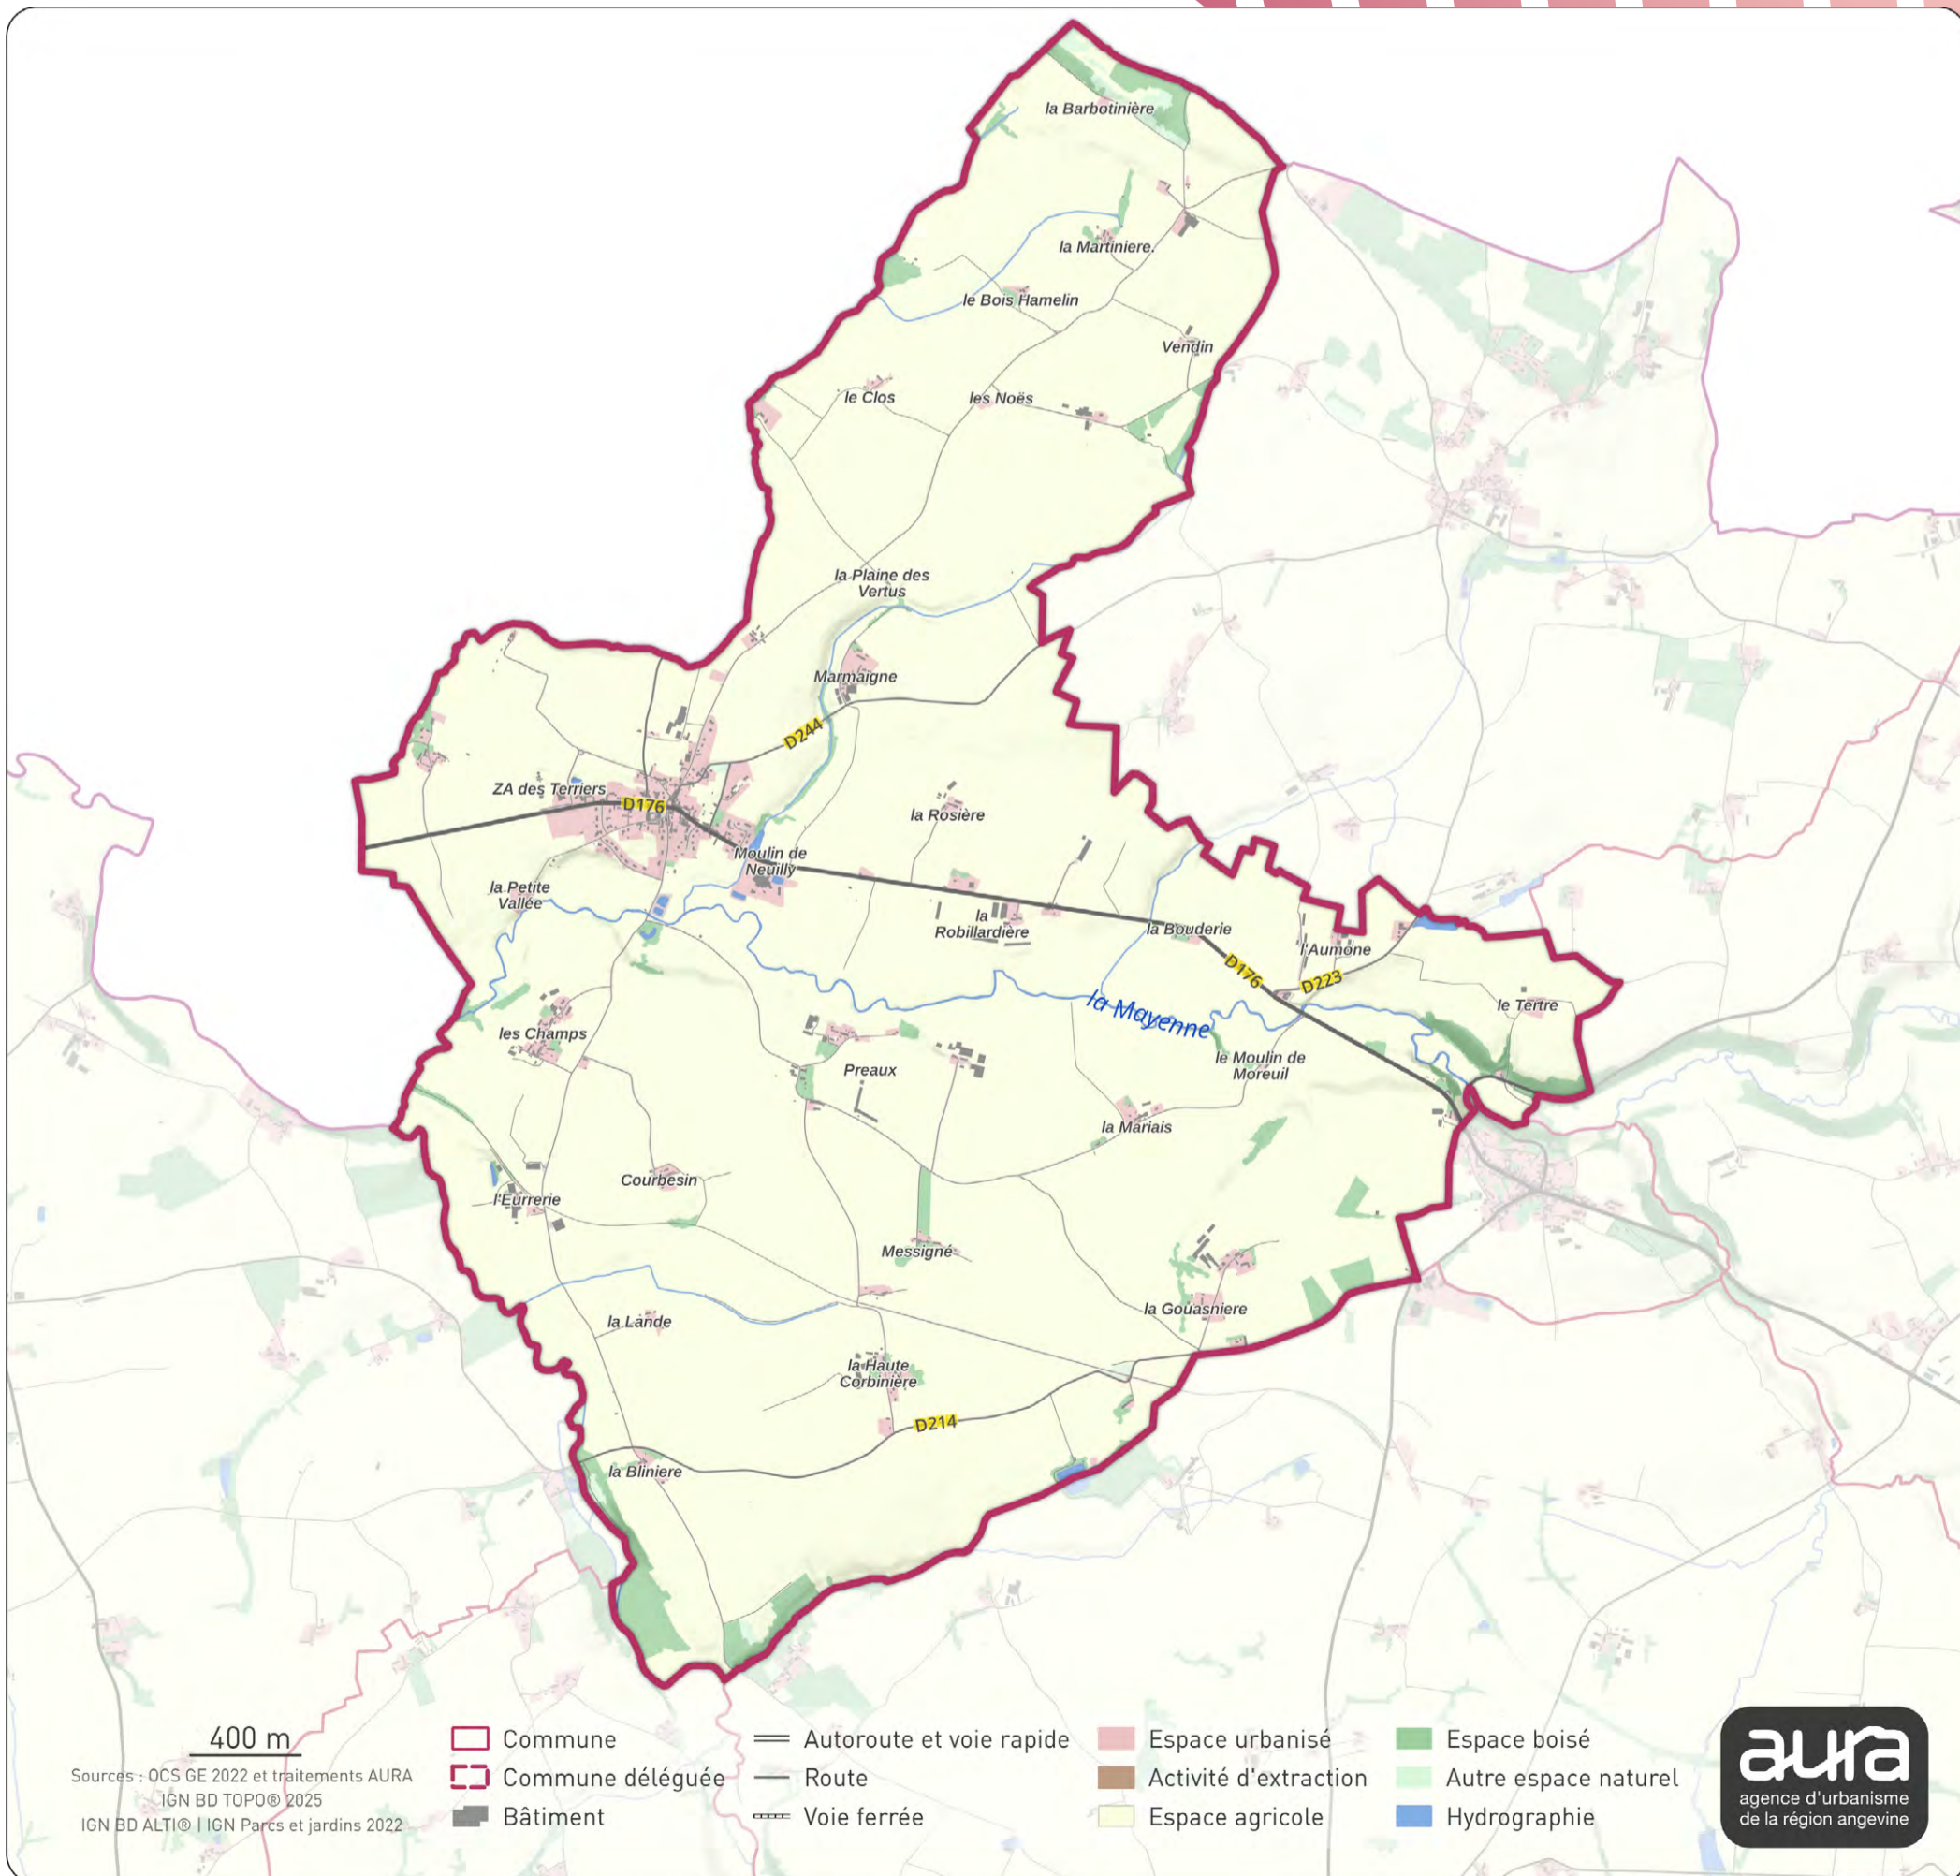 la Barbotinière
la Martiniere.
le Bois Hamelin
Vendin
le Clos
les Noës
la Plaine des
Vertus
Marmaigne
D244
ZA des Terriers
D176
la Rosière
Moulin de
Neuilly
la Petite
Vallée
la
Robillardière
la Bouderie
l'Aumone
D176
D223
la Mayenne
le Tertre
les Champs
le Moulin de
Moreuil
Preaux
la Mariais
Courbesin
l'Eurrerie
Messigné
la Gouasniere
la Lande
la Haute
Corbiniere
D214
la Bliniere
400 m
Sources : OCS GE 2022 et traitements AURA
IGN BD TOPO® 2025
IGN BD ALTI® | IGN Parcs et jardins 2022
Commune
Commune déléguée
Bâtiment
Autoroute et voie rapide
Route
Voie ferrée
Espace urbanisé
Activité d'extraction
Espace agricole
Espace boisé
Autre espace naturel
Hydrographie
aura
agence d'urbanisme
de la région angevine